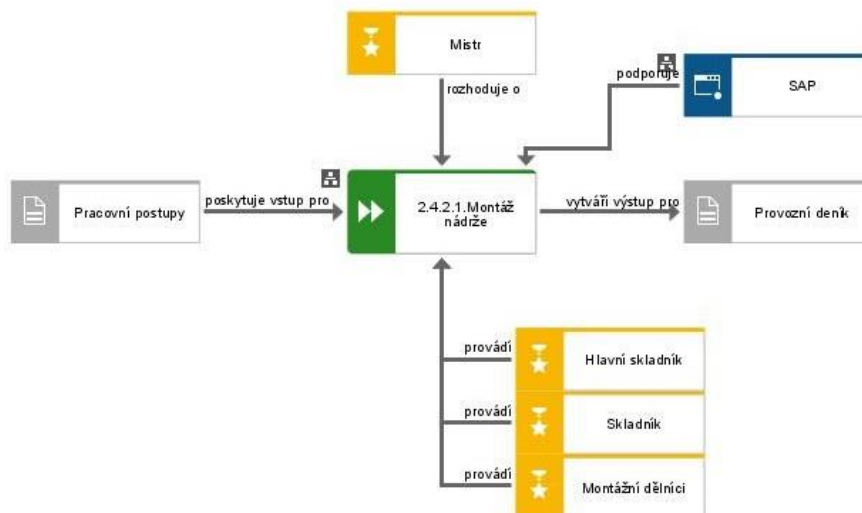 Mistr
rozhoduje o
podporuje
SAP
Pracovní postupy
poskytuje vstup pro
2.4.2.1.Montáž
nádrže
vytváří výstup pro
Provozní deník
provádí
Hlavní skladník
provádí
Skladník
provádí
Montážní dělníci